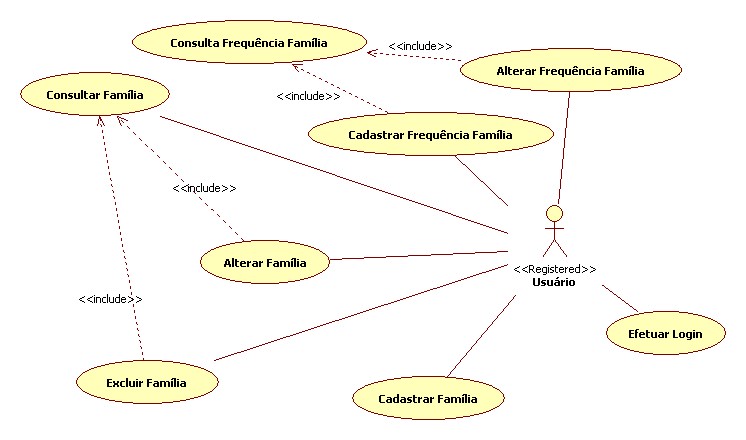 Consulta Frequência Família
<<include>>
Alterar Frequência Família
Consultar Família
<<include>>
Cadastrar Frequência Família
<<include>>
Alterar Família
<<Registered>>
Usuário
<<include>>
Efetuar Login
Excluir Família
Cadastrar Família